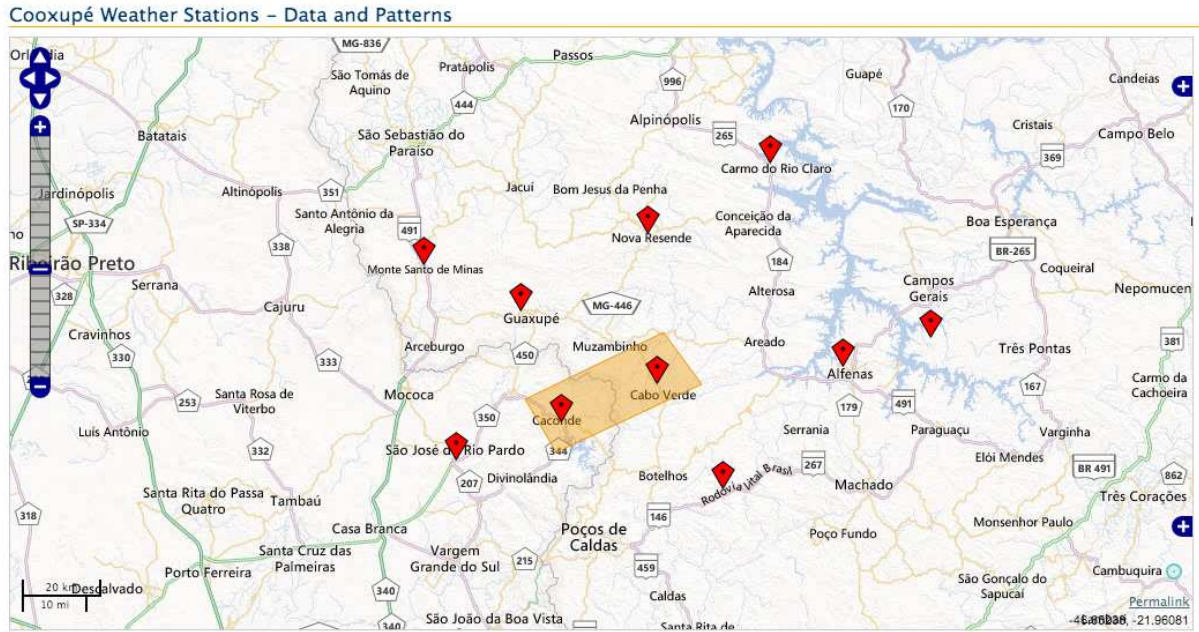 Cooxupé Weather Stations – Data and Patterns
MG-836
Passos
Pratápolis
São Tomás de
Aquino
996
Guapé
Candeias
444
170
Alpinópolis
265
Cristais
Campo Belo
Batatais
São Sebastião do
Paraíso
369
Carmo do Rio Claro
Jardinópolis
Altinópolis
351
Jacuí
Bom Jesus da Penha
SP-334
Santo Antônio da
Alegria
491
Conceição da
Aparecida
Boa Esperança
338
Nova Resende
BR-265
Ribeirão Preto
Monte Santo de Minas
184
Coqueiral
Serrana
328
Campos
Gerais
Alterosa
Nepomucen
Cajuru
MG-446
Guaxupé
Cravinhos
330
333
Arceburgo
450
Muzambinho
Areado
Três Pontas
381
Alfenas
Carmo da
Cachoeira
253
Santa Rosa de
Viterbo
Mococa
Cabo Verde
167
350
Caconde
179
491
Luís Antônio
Serrania
Paraguaçu
Varginha
332
São José do Rio Pardo
344
Elói Mendes
BR 491
862
267
Rodovia Vital Brasil
207
Divinolândia
Botelhos
Machado
Santa Rita do Passa
Quatro
Tambaú
Três Corações
318
146
Casa Branca
Poços de
Caldas
Poço Fundo
Monsenhor Paulo
Santa Cruz das
Palmeiras
Vargem
Grande do Sul
215
Porto Ferreira
459
Cambuquira
São Gonçalo do
Sapucaí
20 km
Descalvado
10 mi
340
Caldas
Permalink
340
São João da Boa Vista
Santa Rita de
-21.96081